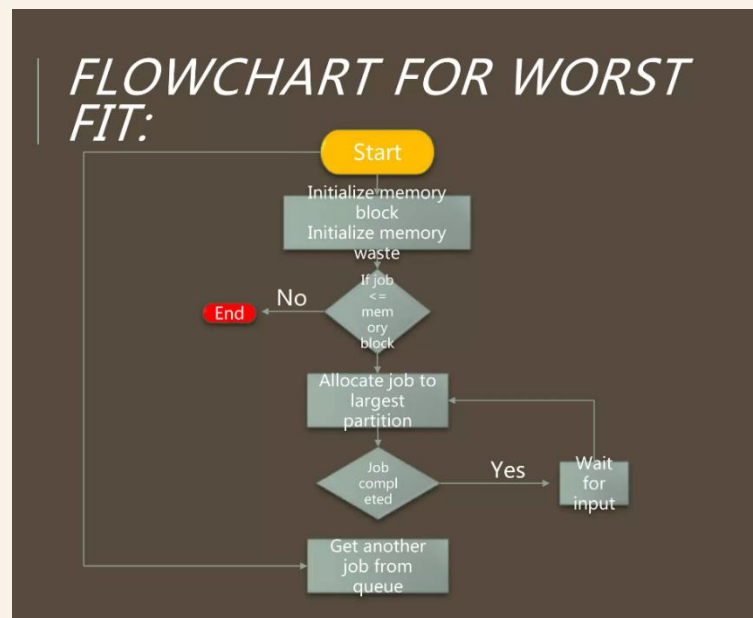 FLOWCHART FOR WORST
FIT:
Start
Initialize memory
block
Initialize memory
waste
If job
<=
mem
ory
block
No
End
Allocate job to
largest
partition
Job
compl
eted
Yes
Wait
for
input
Get another
job from
queue